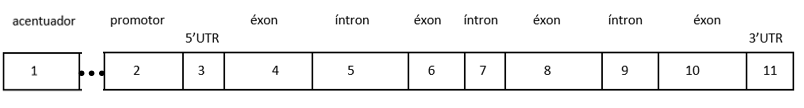 acentuador promotor éxon íntron éxon íntron éxon íntron éxon
5'UTR 3'UTR
1 2 3 4 5 6 7 8 9 10 11